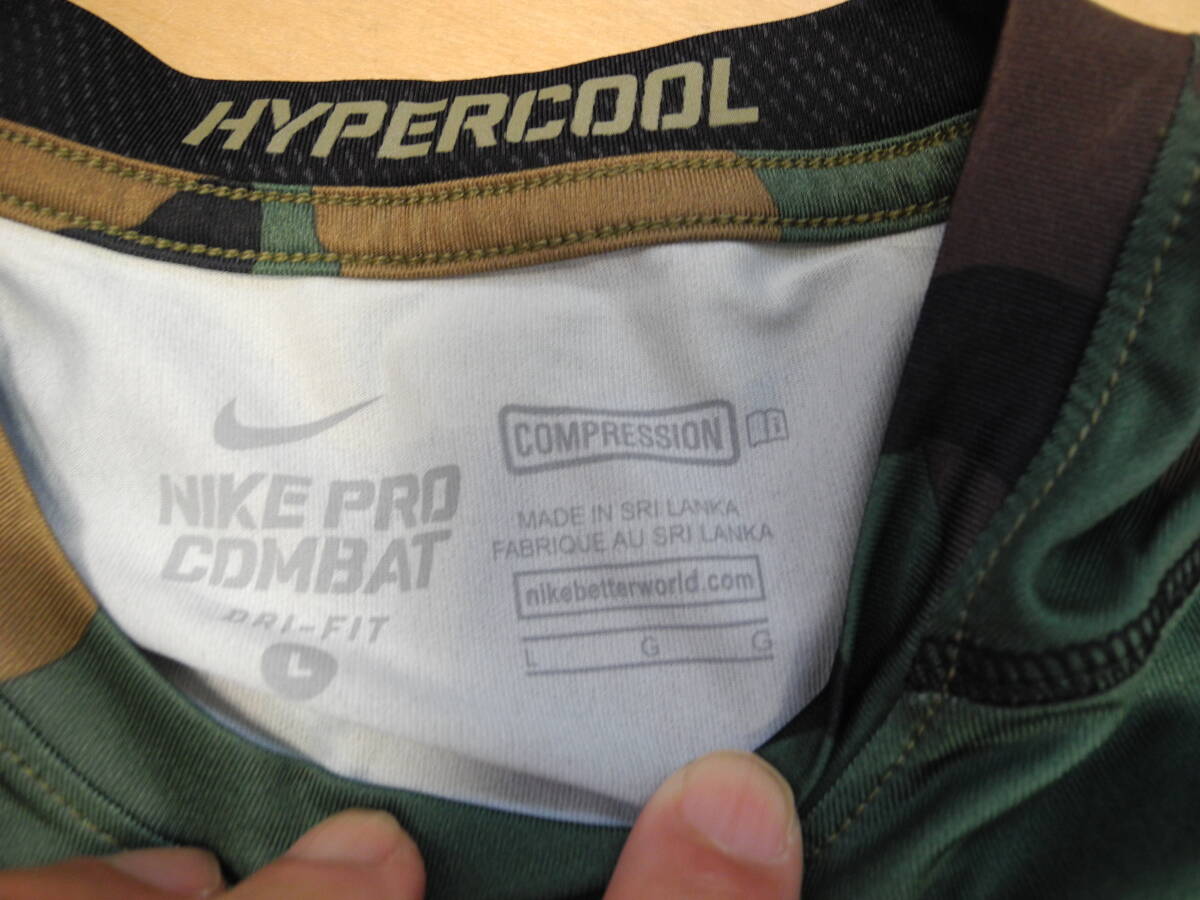 HYPERCOOL
NIKE PRO
COMBAT
DRI-FIT
L
COMPRESSION
MADE IN SRI LANKA
FABRIQUE AU SRI LANKA
nikebetterworld.com
L G G